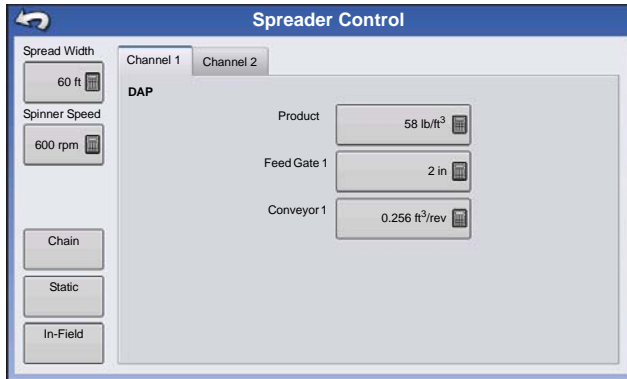 Spreader Control
Spread Width
60 ft
Spinner Speed
600 rpm
Chain
Static
In-Field
Channel 1
Channel 2
DAP
Product
58 lb/ft³
Feed Gate 1
2 in
Conveyor 1
0.256 ft³/rev